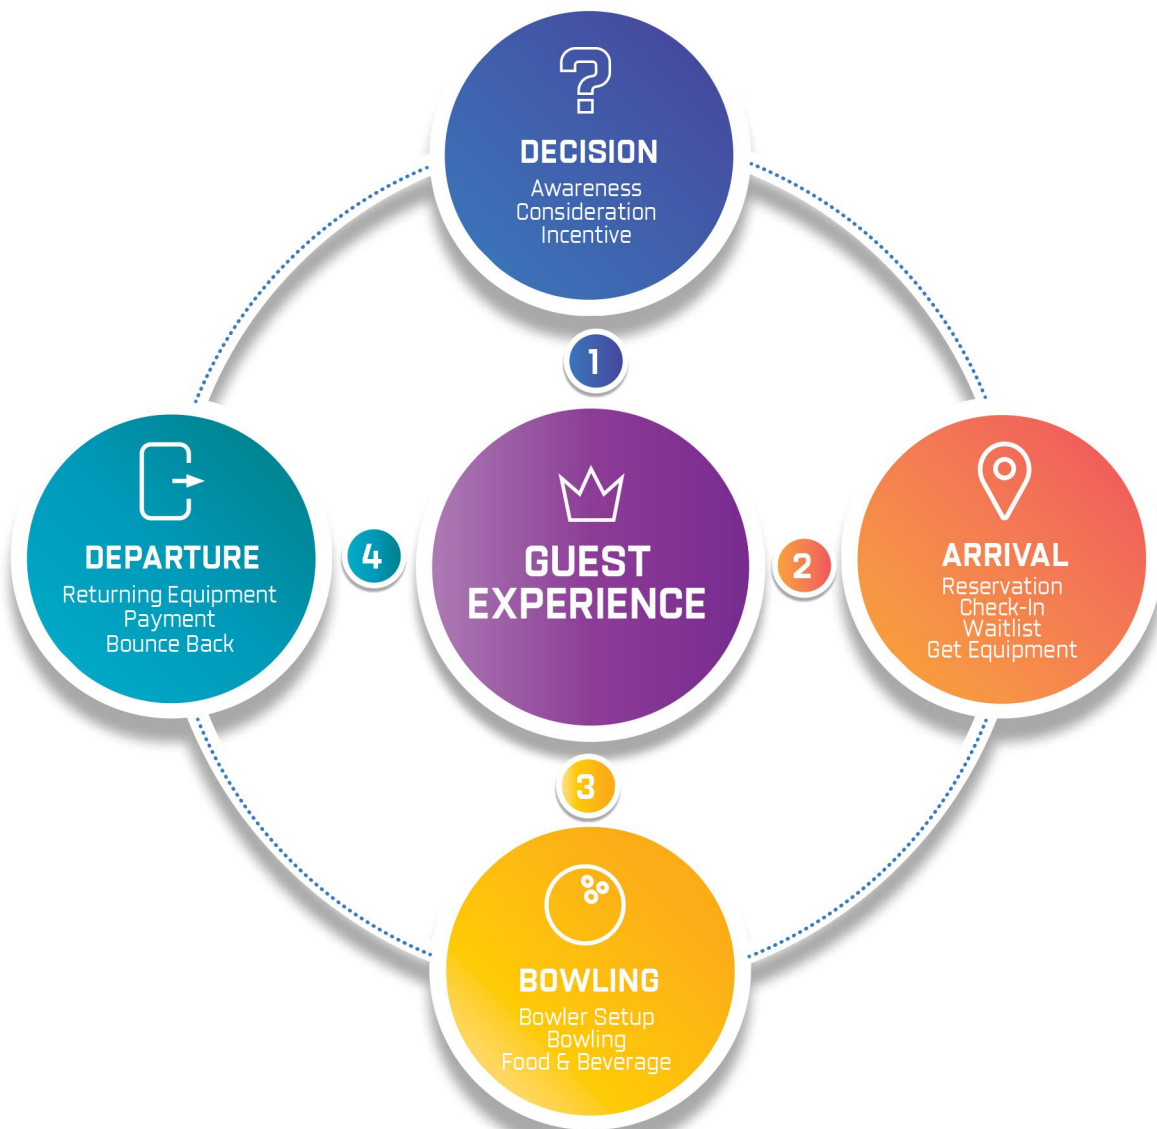 DECISION
Awareness
Consideration
Incentive
1
GUEST
EXPERIENCE
2
ARRIVAL
Reservation
Check-In
Waitlist
Get Equipment
3
BOWLING
Bowler Setup
Bowling
Food & Beverage
4
DEPARTURE
Returning Equipment
Payment
Bounce Back